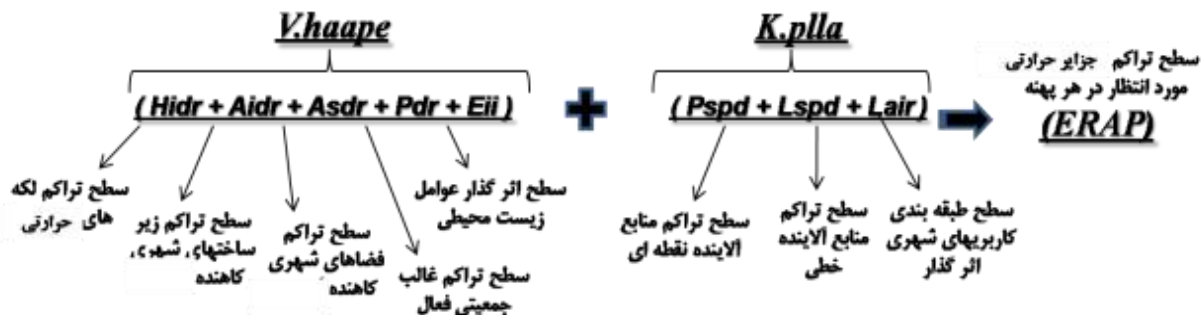 V.haape
K.plla
سطح تراکم جزایر حرارتی
مورد انتظار در هر پهنه
(ERAP)
( Hidr + Aidr + Asdr + Pdr + Eii )
+
( Pspd + Lspd + Lair)
سطح تراکم لکه
های حرارتی
سطح تراکم زیر
ساختهای شهری
کاهنده
سطح تراکم
فضاهای شهری
کاهنده
سطح تراکم غالب
جمعیتی فعال
سطح اثر گذار عوامل
زیست محیطی
سطح تراکم منابع
آلاینده نقطه ای
سطح تراکم
منابع آلاینده
خطی
سطح طبقه بندی
کاربریهای شهری
اثر گذار